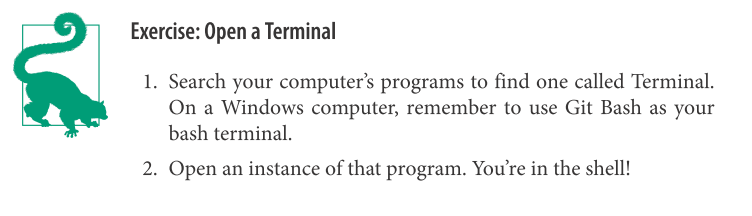 Exercise: Open a Terminal
1. Search your computer’s programs to find one called Terminal.
On a Windows computer, remember to use Git Bash as your
bash terminal.
2. Open an instance of that program. You’re in the shell!